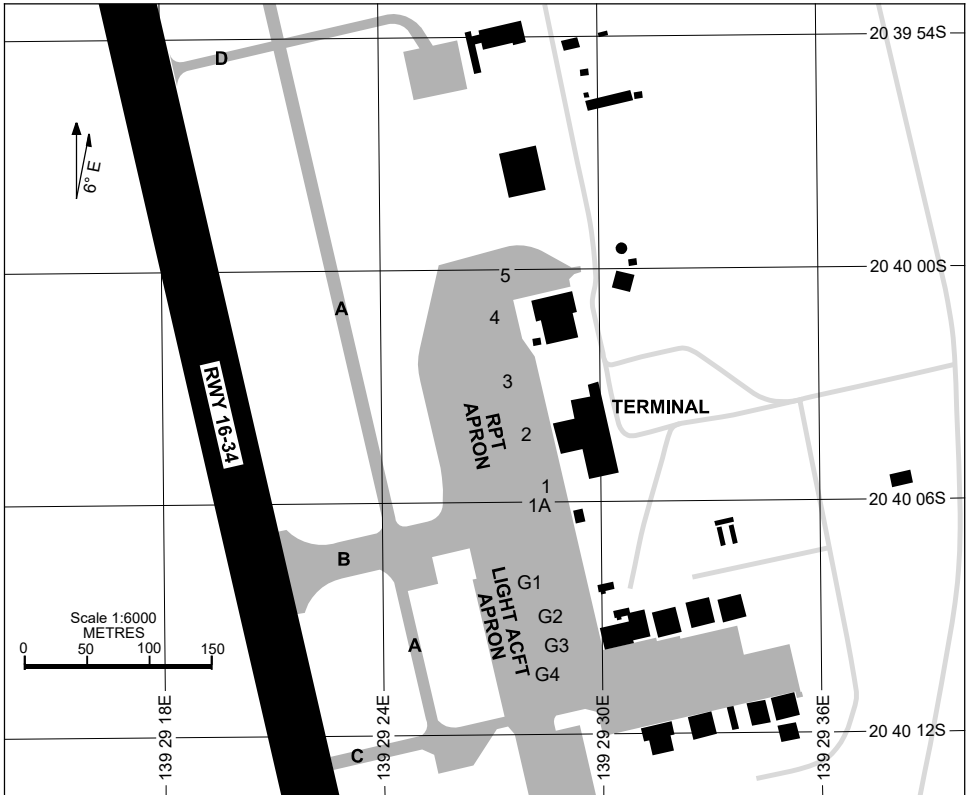 20 39 54S
D
6° E
20 40 00S
5
4
A
3
TERMINAL
RWY 16-34
RPT
APRON
2
1
20 40 06S
1A
B
LIGHT ACFT
APRON
G1
G2
G3
G4
Scale 1:6000
METRES
0 50 100 150
A
139 29 18E
139 29 24E
139 29 30E
139 29 36E
20 40 12S
C